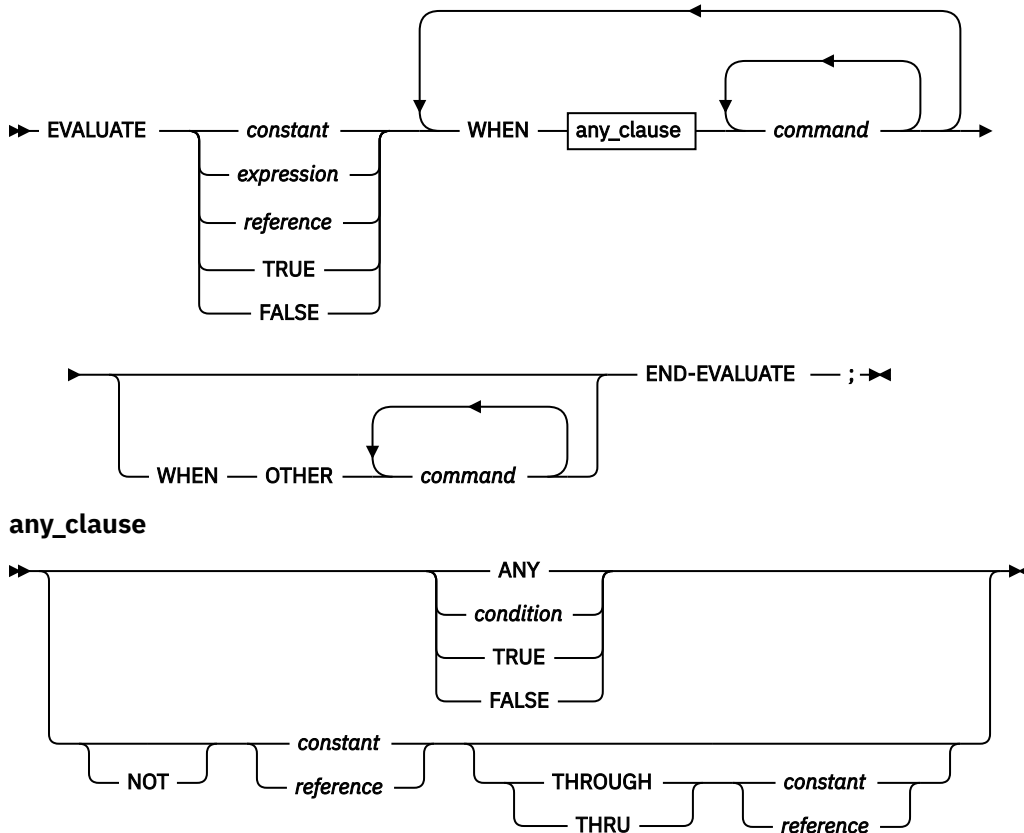 EVALUATE constant WHEN any_clause command
expression
reference
TRUE
FALSE
END-EVALUATE ;
WHEN OTHER command
any_clause
ANY
condition
TRUE
FALSE
constant
NOT reference THROUGH constant
THRU reference